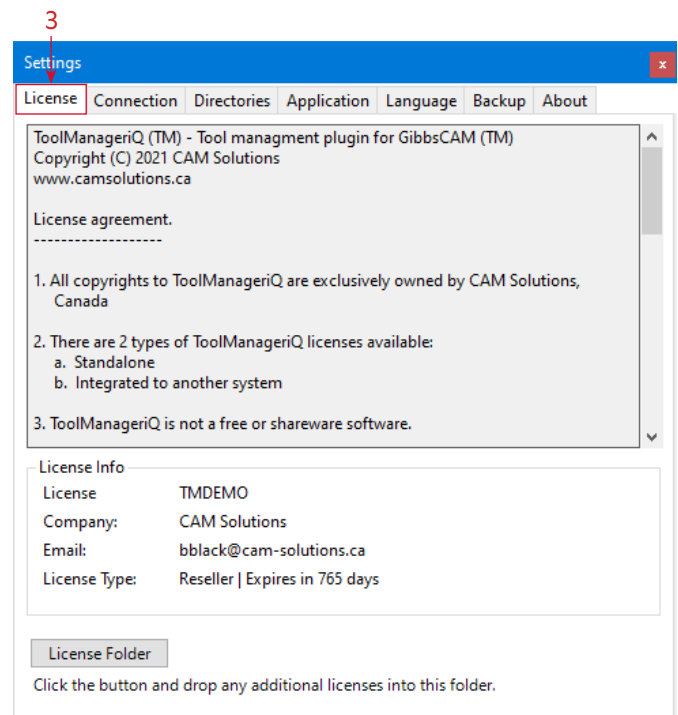 3
Settings
x
License Connection Directories Application Language Backup About
ToolManageriQ (TM) - Tool managment plugin for GibbsCAM (TM)
Copyright (C) 2021 CAM Solutions
www.camsolutions.ca
License agreement.
-------------------
1. All copyrights to ToolManageriQ are exclusively owned by CAM Solutions,
Canada
2. There are 2 types of ToolManageriQ licenses available:
a. Standalone
b. Integrated to another system
3. ToolManageriQ is not a free or shareware software.
License Info
License TMDEMO
Company: CAM Solutions
Email: bblack@cam-solutions.ca
License Type: Reseller | Expires in 765 days
License Folder
Click the button and drop any additional licenses into this folder.